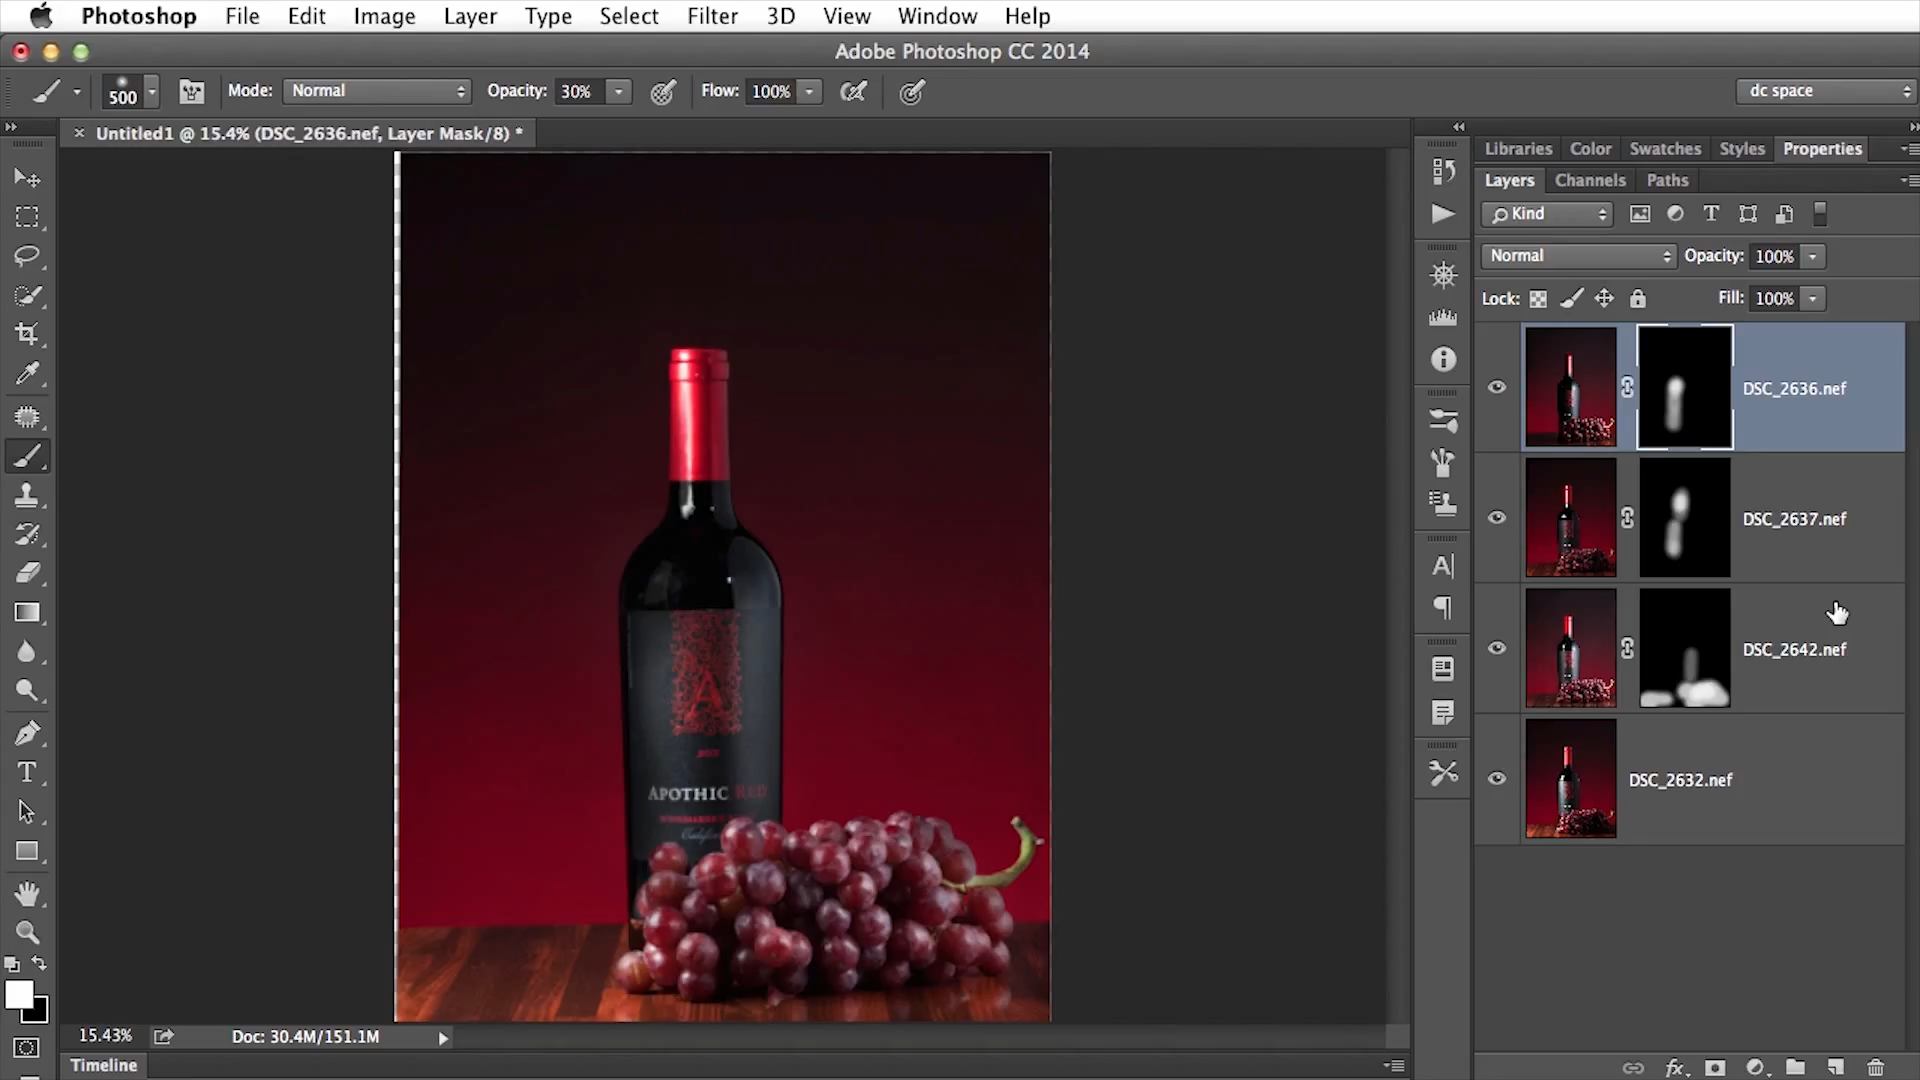 Photoshop File Edit Image Layer Type Select Filter 3D View Window Help
Adobe Photoshop CC 2014
500 Mode: Normal Opacity: 30% Flow: 100% dc space
× Untitled1 @ 15.4% (DSC_2636.nef, Layer Mask/8) *
Libraries Color Swatches Styles Properties
Layers Channels Paths
Kind
Normal Opacity: 100%
Lock: Fill: 100%
DSC_2636.nef
DSC_2637.nef
DSC_2642.nef
DSC_2632.nef
A
APOTHIC RED
15.43% Doc: 30.4M/151.1M
Timeline
fx